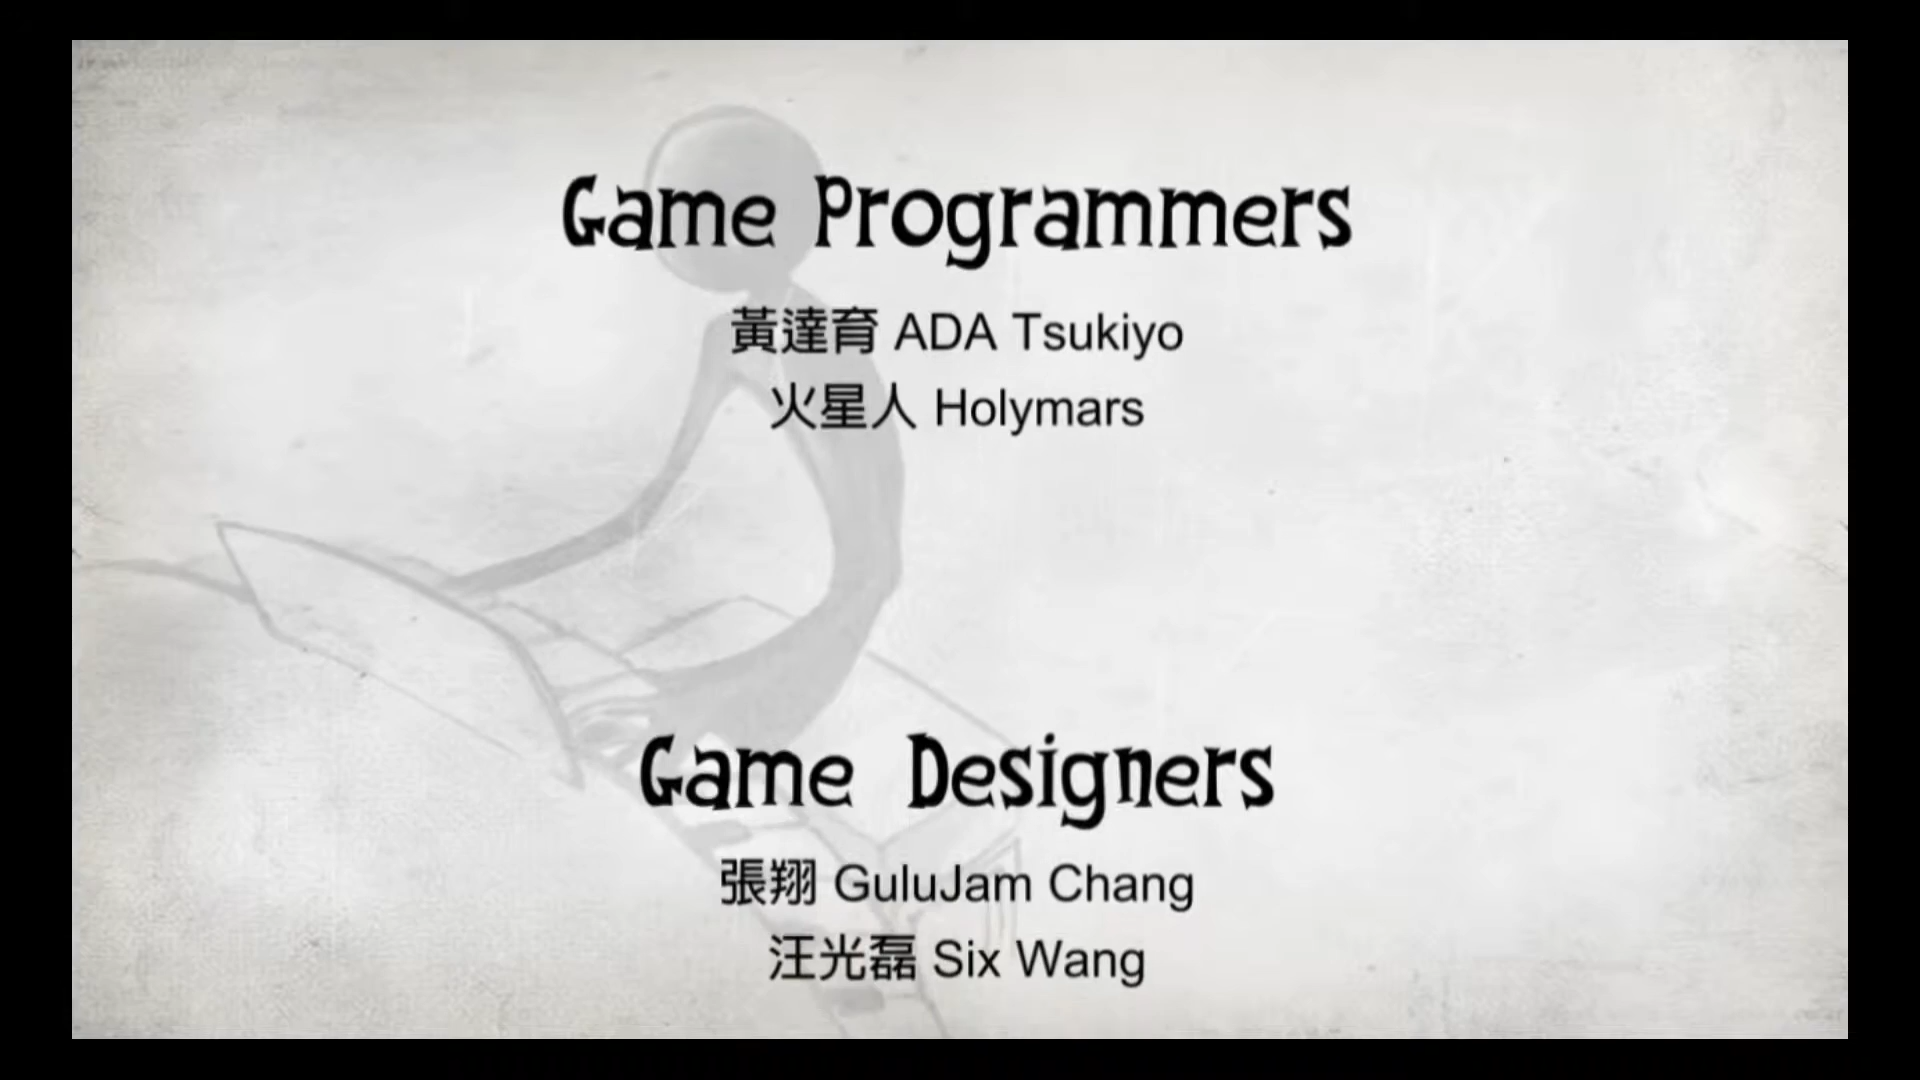 Game Programmers
黃達育 ADA Tsukiyo
火星人 Holymars
Game Designers
張翔 GuluJam Chang
汪光磊 Six Wang